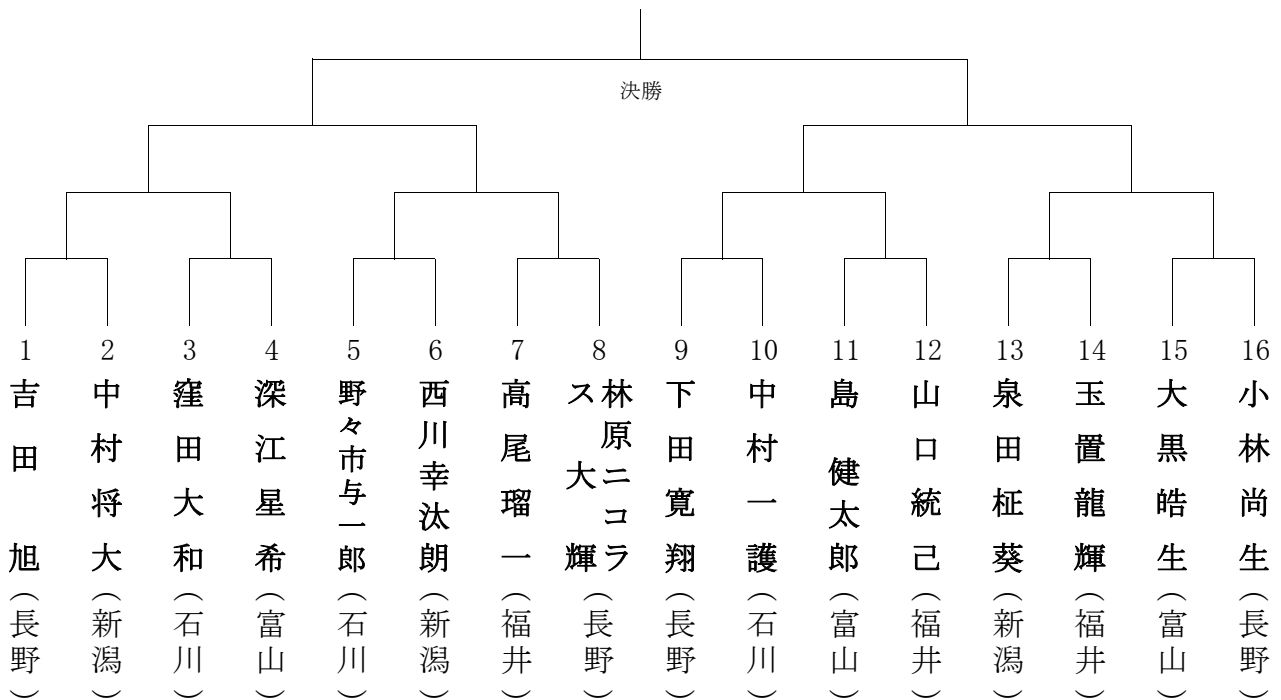 決勝
1
吉田 旭
(長野)
2
中村将大
(新潟)
3
窪田大和
(石川)
4
深江星希
(富山)
5
野々市与一郎
(石川)
6
西川幸汰朗
(新潟)
7
高尾瑠一
(福井)
8
林原ニコラ
ス 大輝
(長野)
9
下田寛翔
(長野)
10
中村一護
(石川)
11
島 健太郎
(富山)
12
山口統己
(福井)
13
泉田柾葵
(新潟)
14
玉置龍輝
(福井)
15
大黒皓生
(富山)
16
小林尚生
(長野)